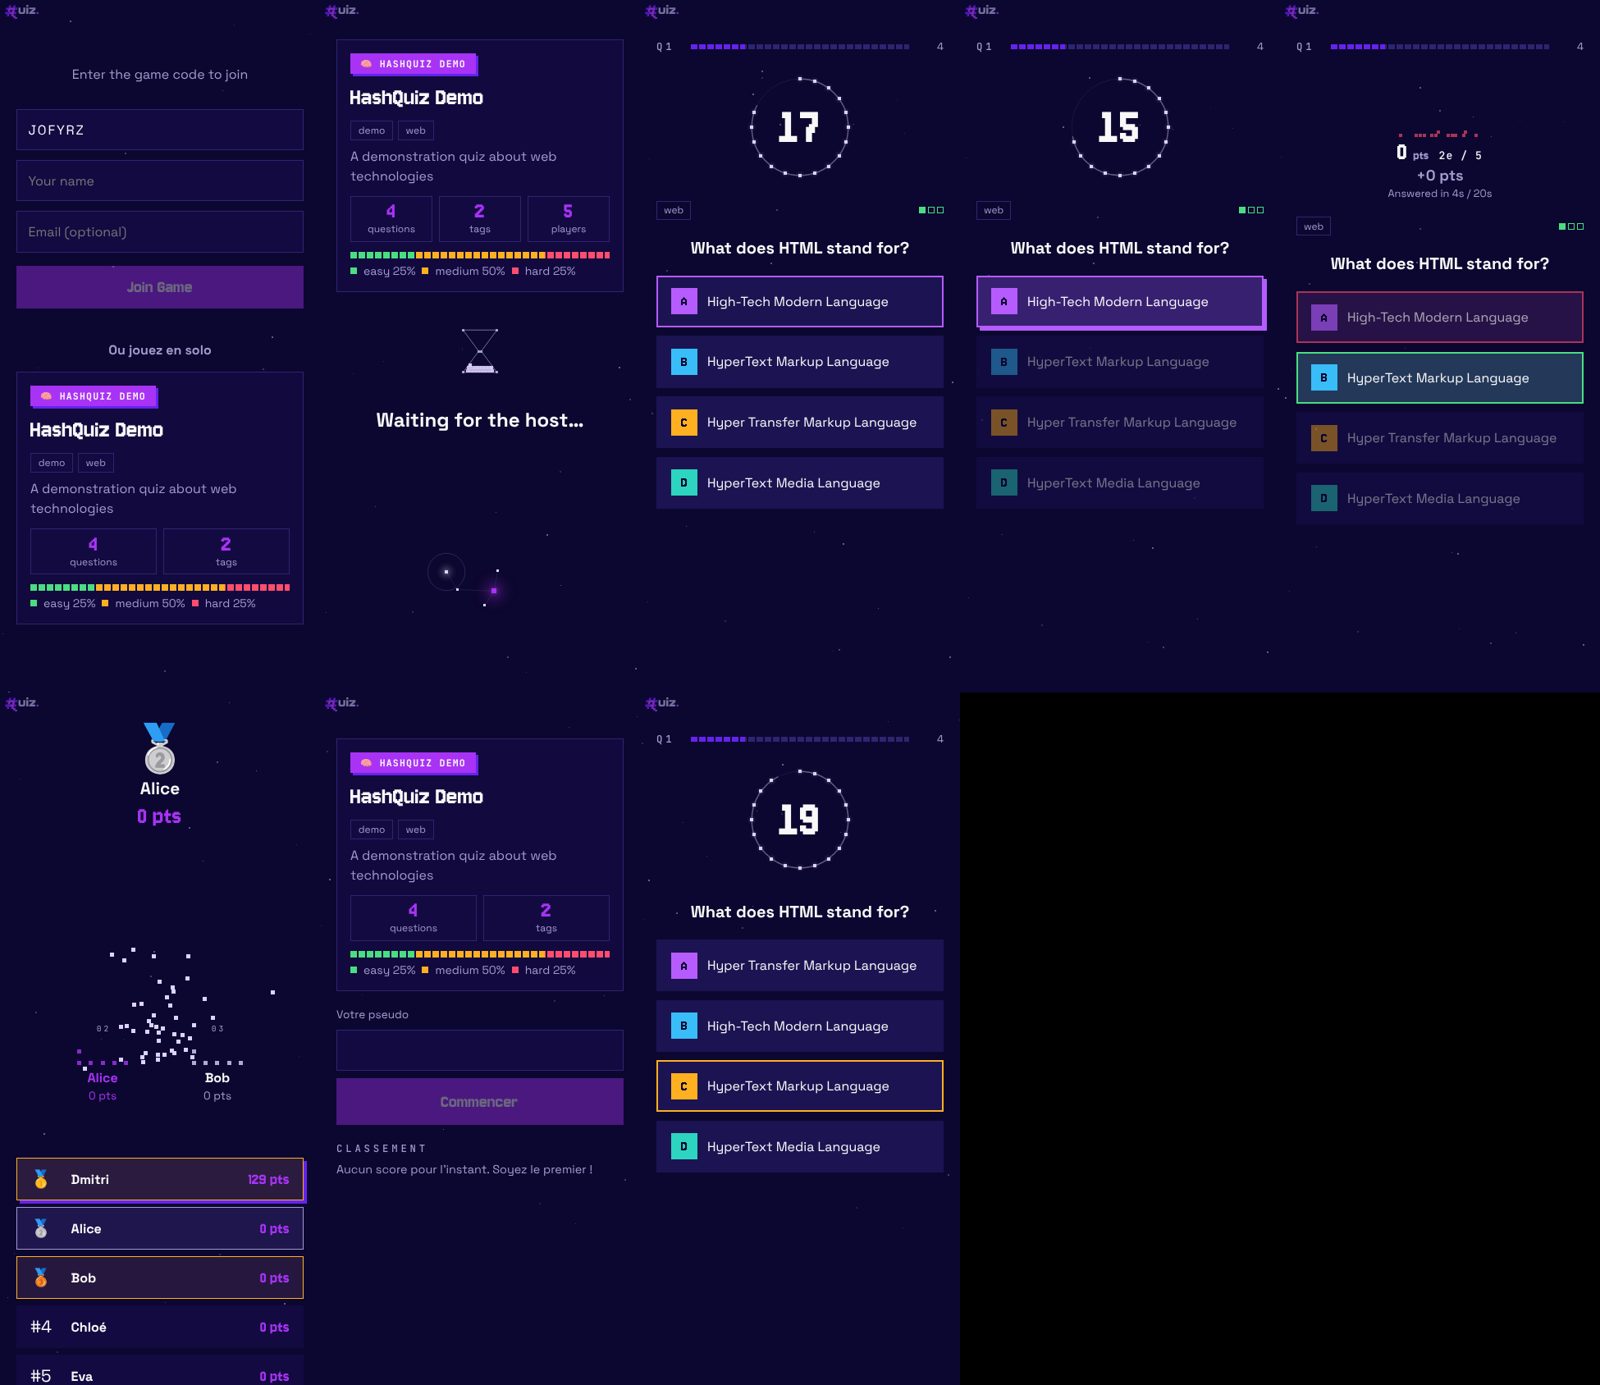 #uiz.
Enter the game code to join
JOFYRZ
Your name
Email (optional)
Join Game
Ou jouez en solo
🧠 HASHQUIZ DEMO
HashQuiz Demo
demo web
A demonstration quiz about web
technologies
4 2
questions tags
easy 25% medium 50% hard 25%
#uiz.
🧠 HASHQUIZ DEMO
HashQuiz Demo
demo web
A demonstration quiz about web
technologies
4 2 5
questions tags players
easy 25% medium 50% hard 25%
Waiting for the host...
#uiz.
Q1 4
17
web
What does HTML stand for?
A High-Tech Modern Language
B HyperText Markup Language
C Hyper Transfer Markup Language
D HyperText Media Language
#uiz.
Q1 4
15
web
What does HTML stand for?
A High-Tech Modern Language
B HyperText Markup Language
C Hyper Transfer Markup Language
D HyperText Media Language
#uiz.
Q1 4
0 pts 2e / 5
+0 pts
Answered in 4s / 20s
web
What does HTML stand for?
A High-Tech Modern Language
B HyperText Markup Language
C Hyper Transfer Markup Language
D HyperText Media Language
#uiz.
2
Alice
0 pts
02 03
Alice Bob
0 pts 0 pts
Dmitri 129 pts
Alice 0 pts
Bob 0 pts
#4 Chloé 0 pts
#5 Eva 0 pts
#uiz.
🧠 HASHQUIZ DEMO
HashQuiz Demo
demo web
A demonstration quiz about web
technologies
4 2
questions tags
easy 25% medium 50% hard 25%
Votre pseudo
Commencer
CLASSEMENT
Aucun score pour l'instant. Soyez le premier !
#uiz.
Q1 4
19
What does HTML stand for?
A Hyper Transfer Markup Language
B High-Tech Modern Language
C HyperText Markup Language
D HyperText Media Language